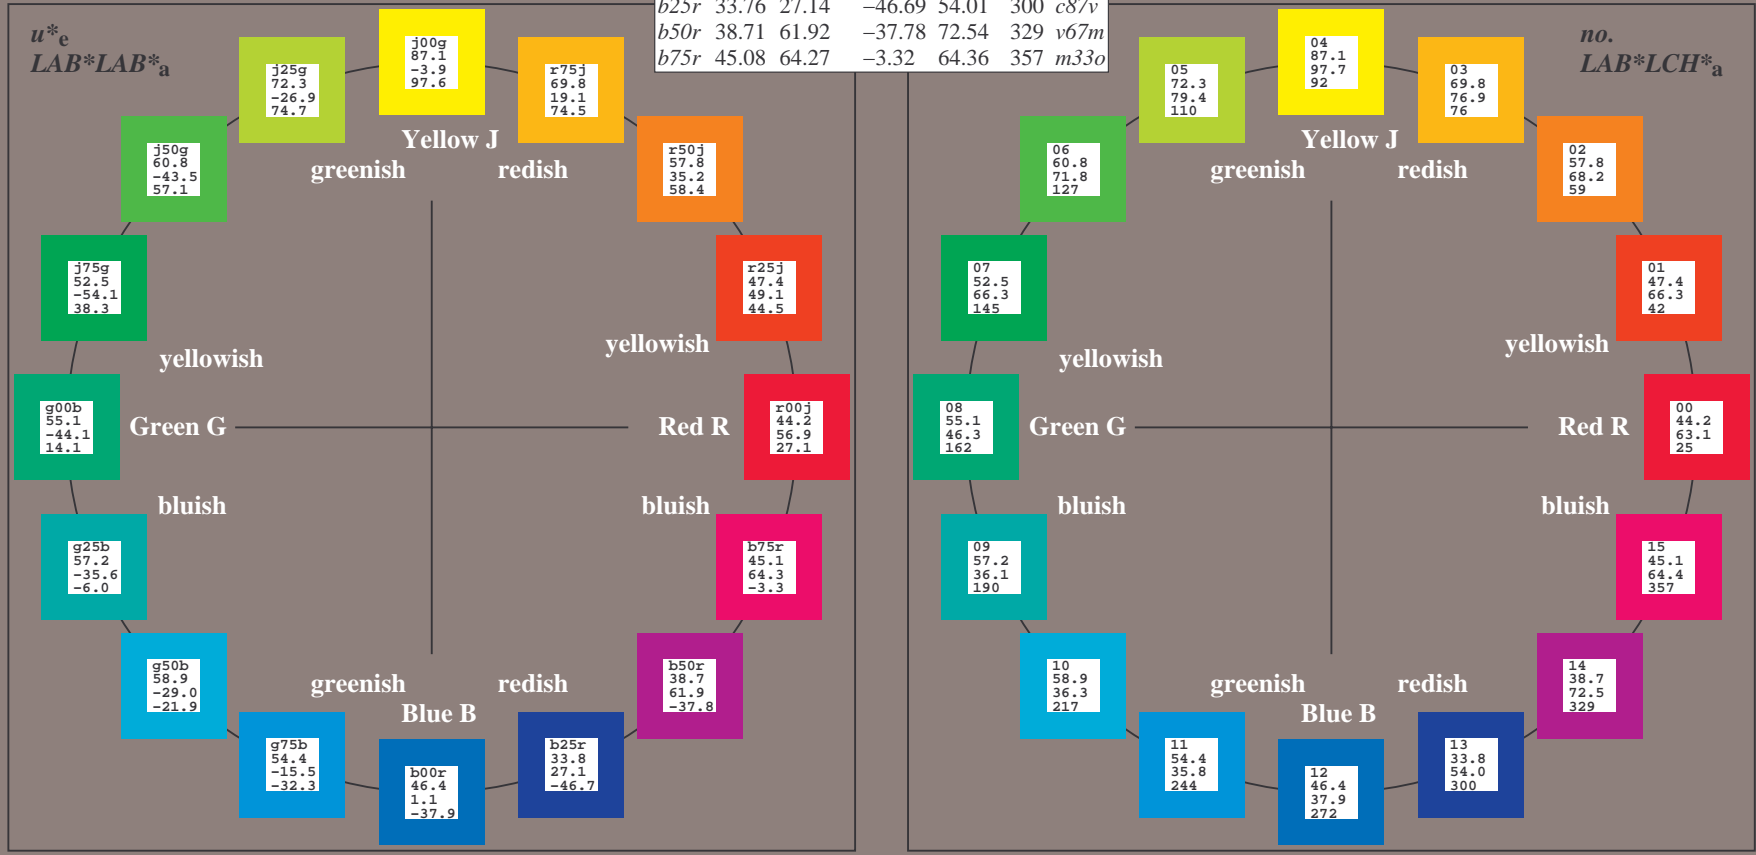 b25r 33.76 27.14 −46.69 54.01 300 c87v
b50r 38.71 61.92 −37.78 72.54 329 v67m
b75r 45.08 64.27 −3.32 64.36 357 m33o
u*e
LAB*LABa
j00g
87.1
-3.9
97.6
j25g
72.3
-26.9
74.7
r75j
69.8
19.1
74.5
j50g
60.8
-43.5
57.1
r50j
57.8
35.2
58.4
Yellow J
greenish redish
j75g
52.5
-54.1
38.3
r25j
47.4
49.1
44.5
yellowish
yellowish
g00b
55.1
-44.1
14.1
Green G
Red R
r00j
44.2
56.9
27.1
bluish
bluish
g25b
57.2
-35.6
-6.0
b75r
45.1
64.3
-3.3
g50b
58.9
-29.0
-21.9
b50r
38.7
61.9
-37.8
greenish redish
Blue B
g75b
54.4
-15.5
-32.3
b00r
46.4
1.1
-37.9
b25r
33.8
27.1
-46.7
no.
LAB*LCH*a
04
87.1
97.7
92
05
72.3
79.4
110
03
69.8
76.9
76
06
60.8
71.8
127
02
57.8
68.2
59
Yellow J
greenish redish
07
52.5
66.3
145
01
47.4
66.3
42
yellowish
yellowish
08
55.1
46.3
162
Green G
Red R
00
44.2
63.1
25
bluish
bluish
09
57.2
36.1
190
15
45.1
64.4
357
10
58.9
36.3
217
14
38.7
72.5
329
greenish redish
Blue B
11
54.4
35.8
244
12
46.4
37.9
272
13
33.8
54.0
300